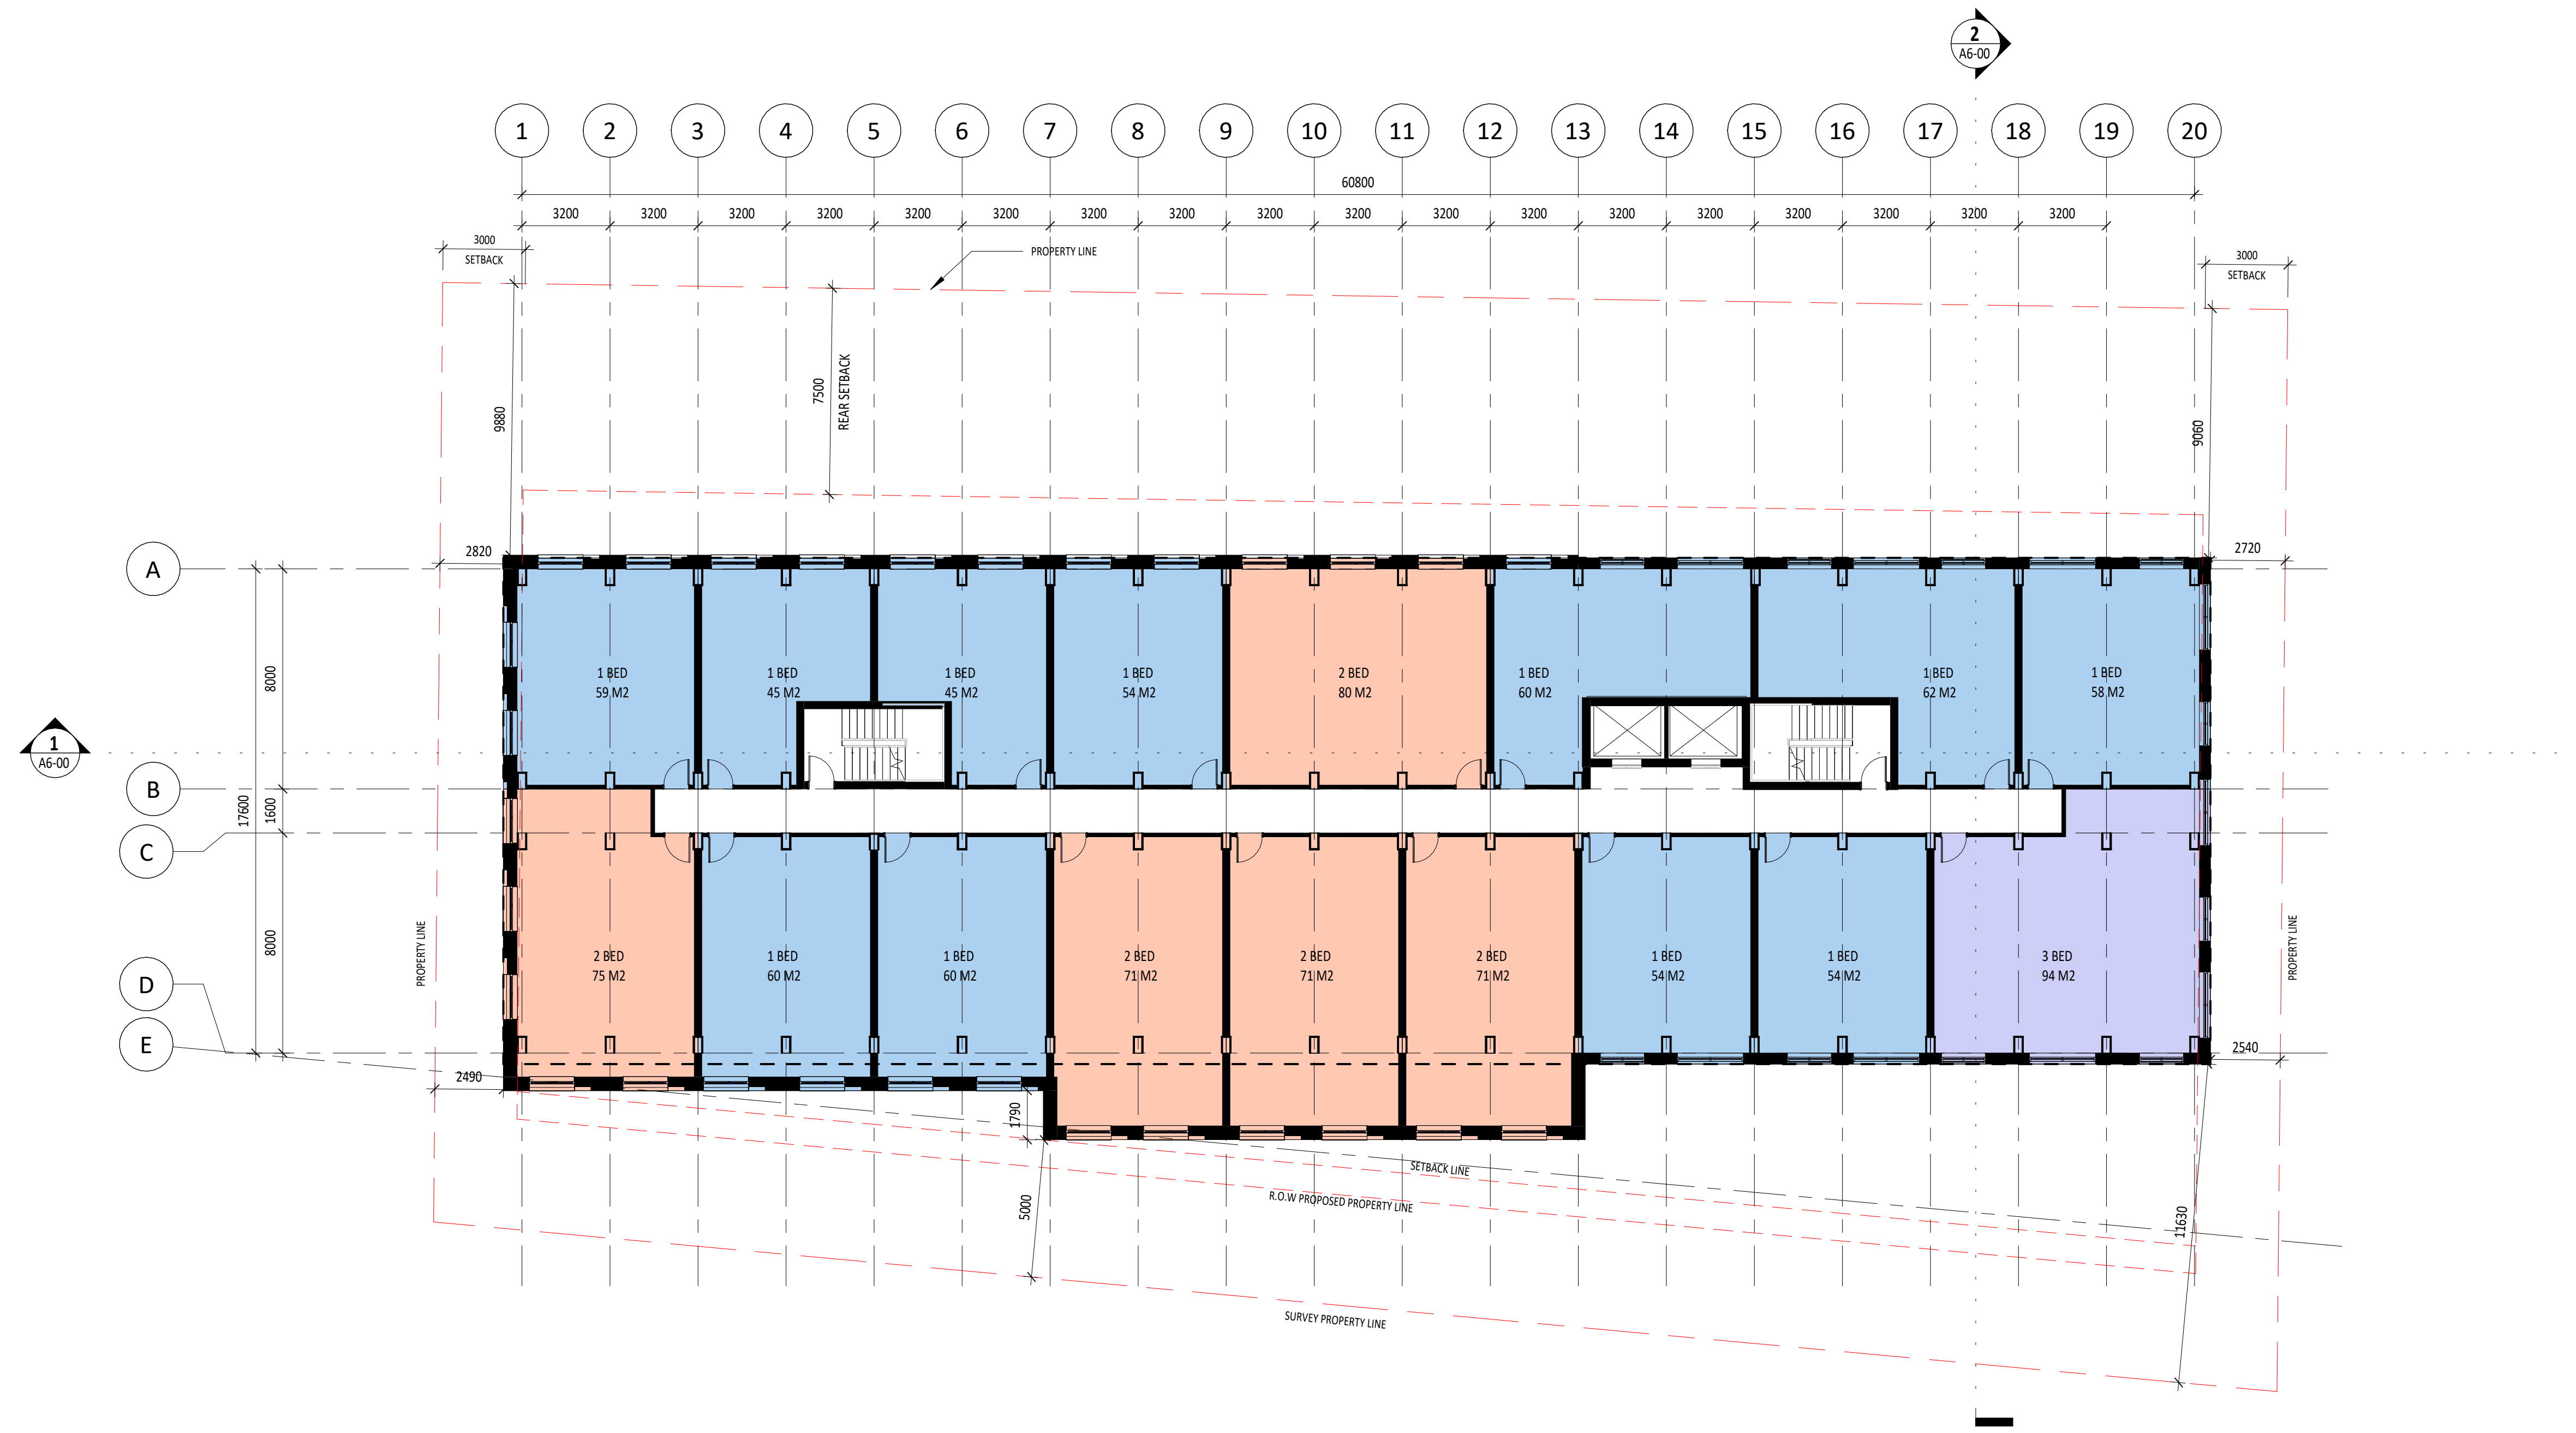 2
A6-00
1 2 3 4 5 6 7 8 9 10 11 12 13 14 15 16 17 18 19 20
60800
3200 3200 3200 3200 3200 3200 3200 3200 3200 3200 3200 3200 3200 3200 3200 3200 3200 3200
3000
SETBACK
PROPERTY LINE
3000
SETBACK
9880
7500
REAR SETBACK
9060
2820
2720
A
B
C
D
E
17600
8000
1600
8000
1
A6-00
1 BED
59 M2
1 BED
45 M2
1 BED
45 M2
1 BED
54 M2
2 BED
80 M2
1 BED
60 M2
1 BED
62 M2
1 BED
58 M2
PROPERTY LINE
2 BED
75 M2
1 BED
60 M2
1 BED
60 M2
2 BED
71 M2
2 BED
71 M2
2 BED
71 M2
1 BED
54 M2
1 BED
54 M2
3 BED
94 M2
PROPERTY LINE
2490
2540
1790
5000
SETBACK LINE
R.O.W PROPOSED PROPERTY LINE
11630
SURVEY PROPERTY LINE